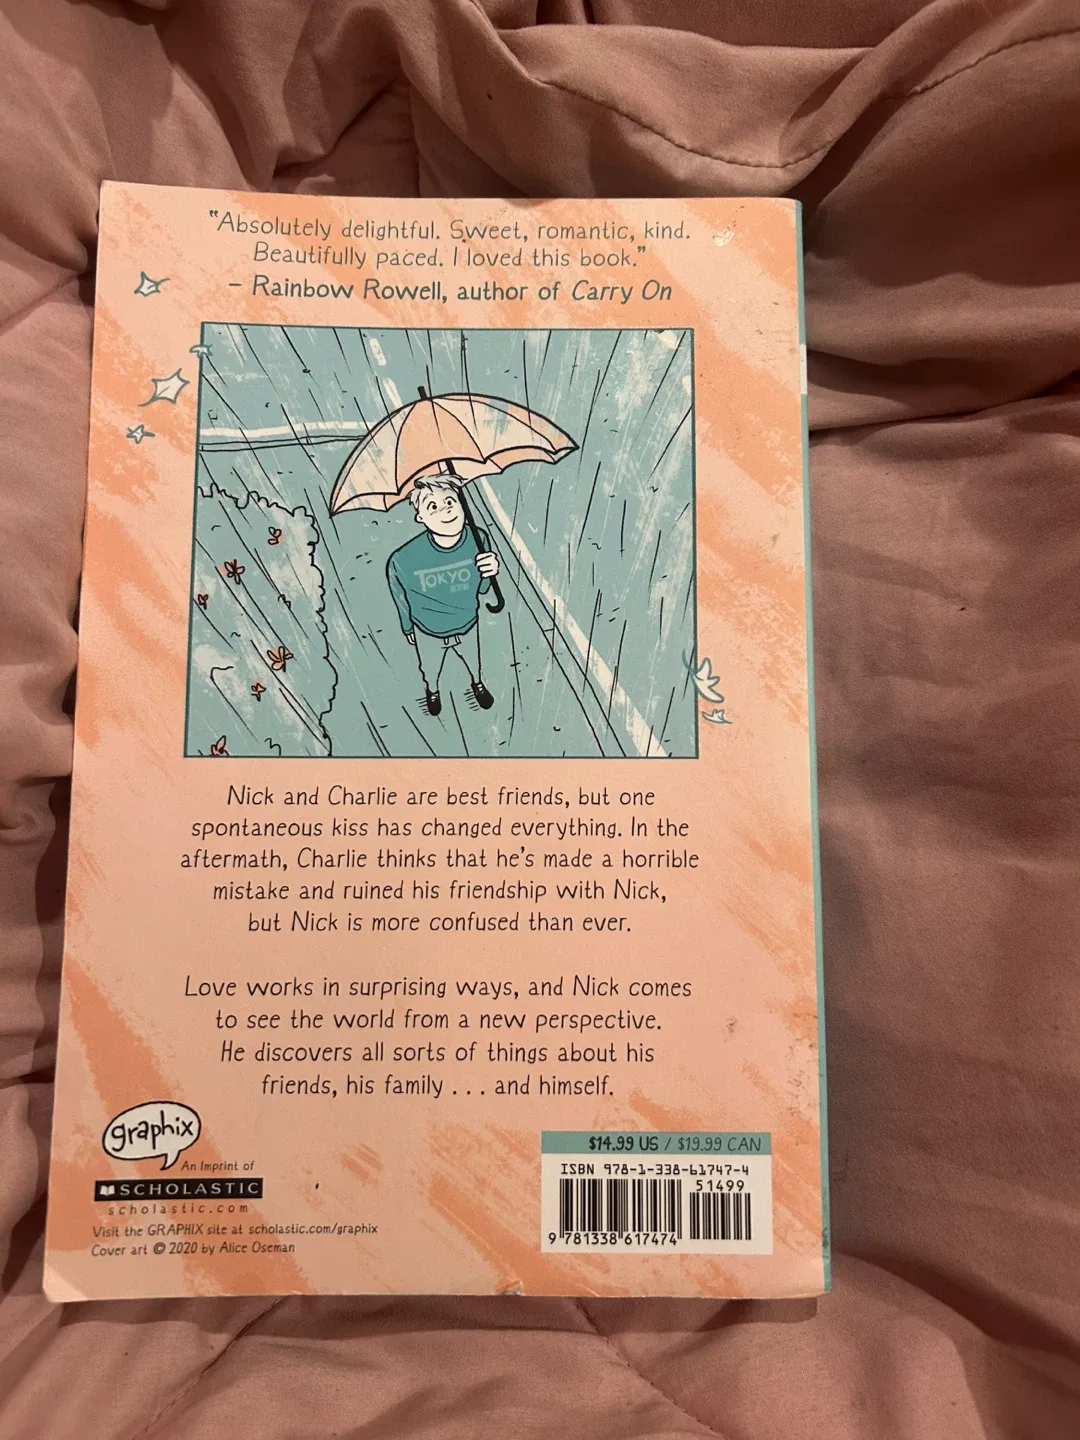 "Absolutely delightful. Sweet, romantic, kind.
Beautifully paced. I loved this book."
– Rainbow Rowell, author of Carry On
TOKYO
Nick and Charlie are best friends, but one
spontaneous kiss has changed everything. In the
aftermath, Charlie thinks that he's made a horrible
mistake and ruined his friendship with Nick,
but Nick is more confused than ever.
Love works in surprising ways, and Nick comes
to see the world from a new perspective.
He discovers all sorts of things about his
friends, his family . . . and himself.
graphix
An Imprint of
SCHOLASTIC
scholastic.com
Visit the GRAPHIX site at scholastic.com/graphix
Cover art © 2020 by Alice Oseman
$14.99 US / $19.99 CAN
ISBN 978-1-338-61747-4
51499
9 781338 617474